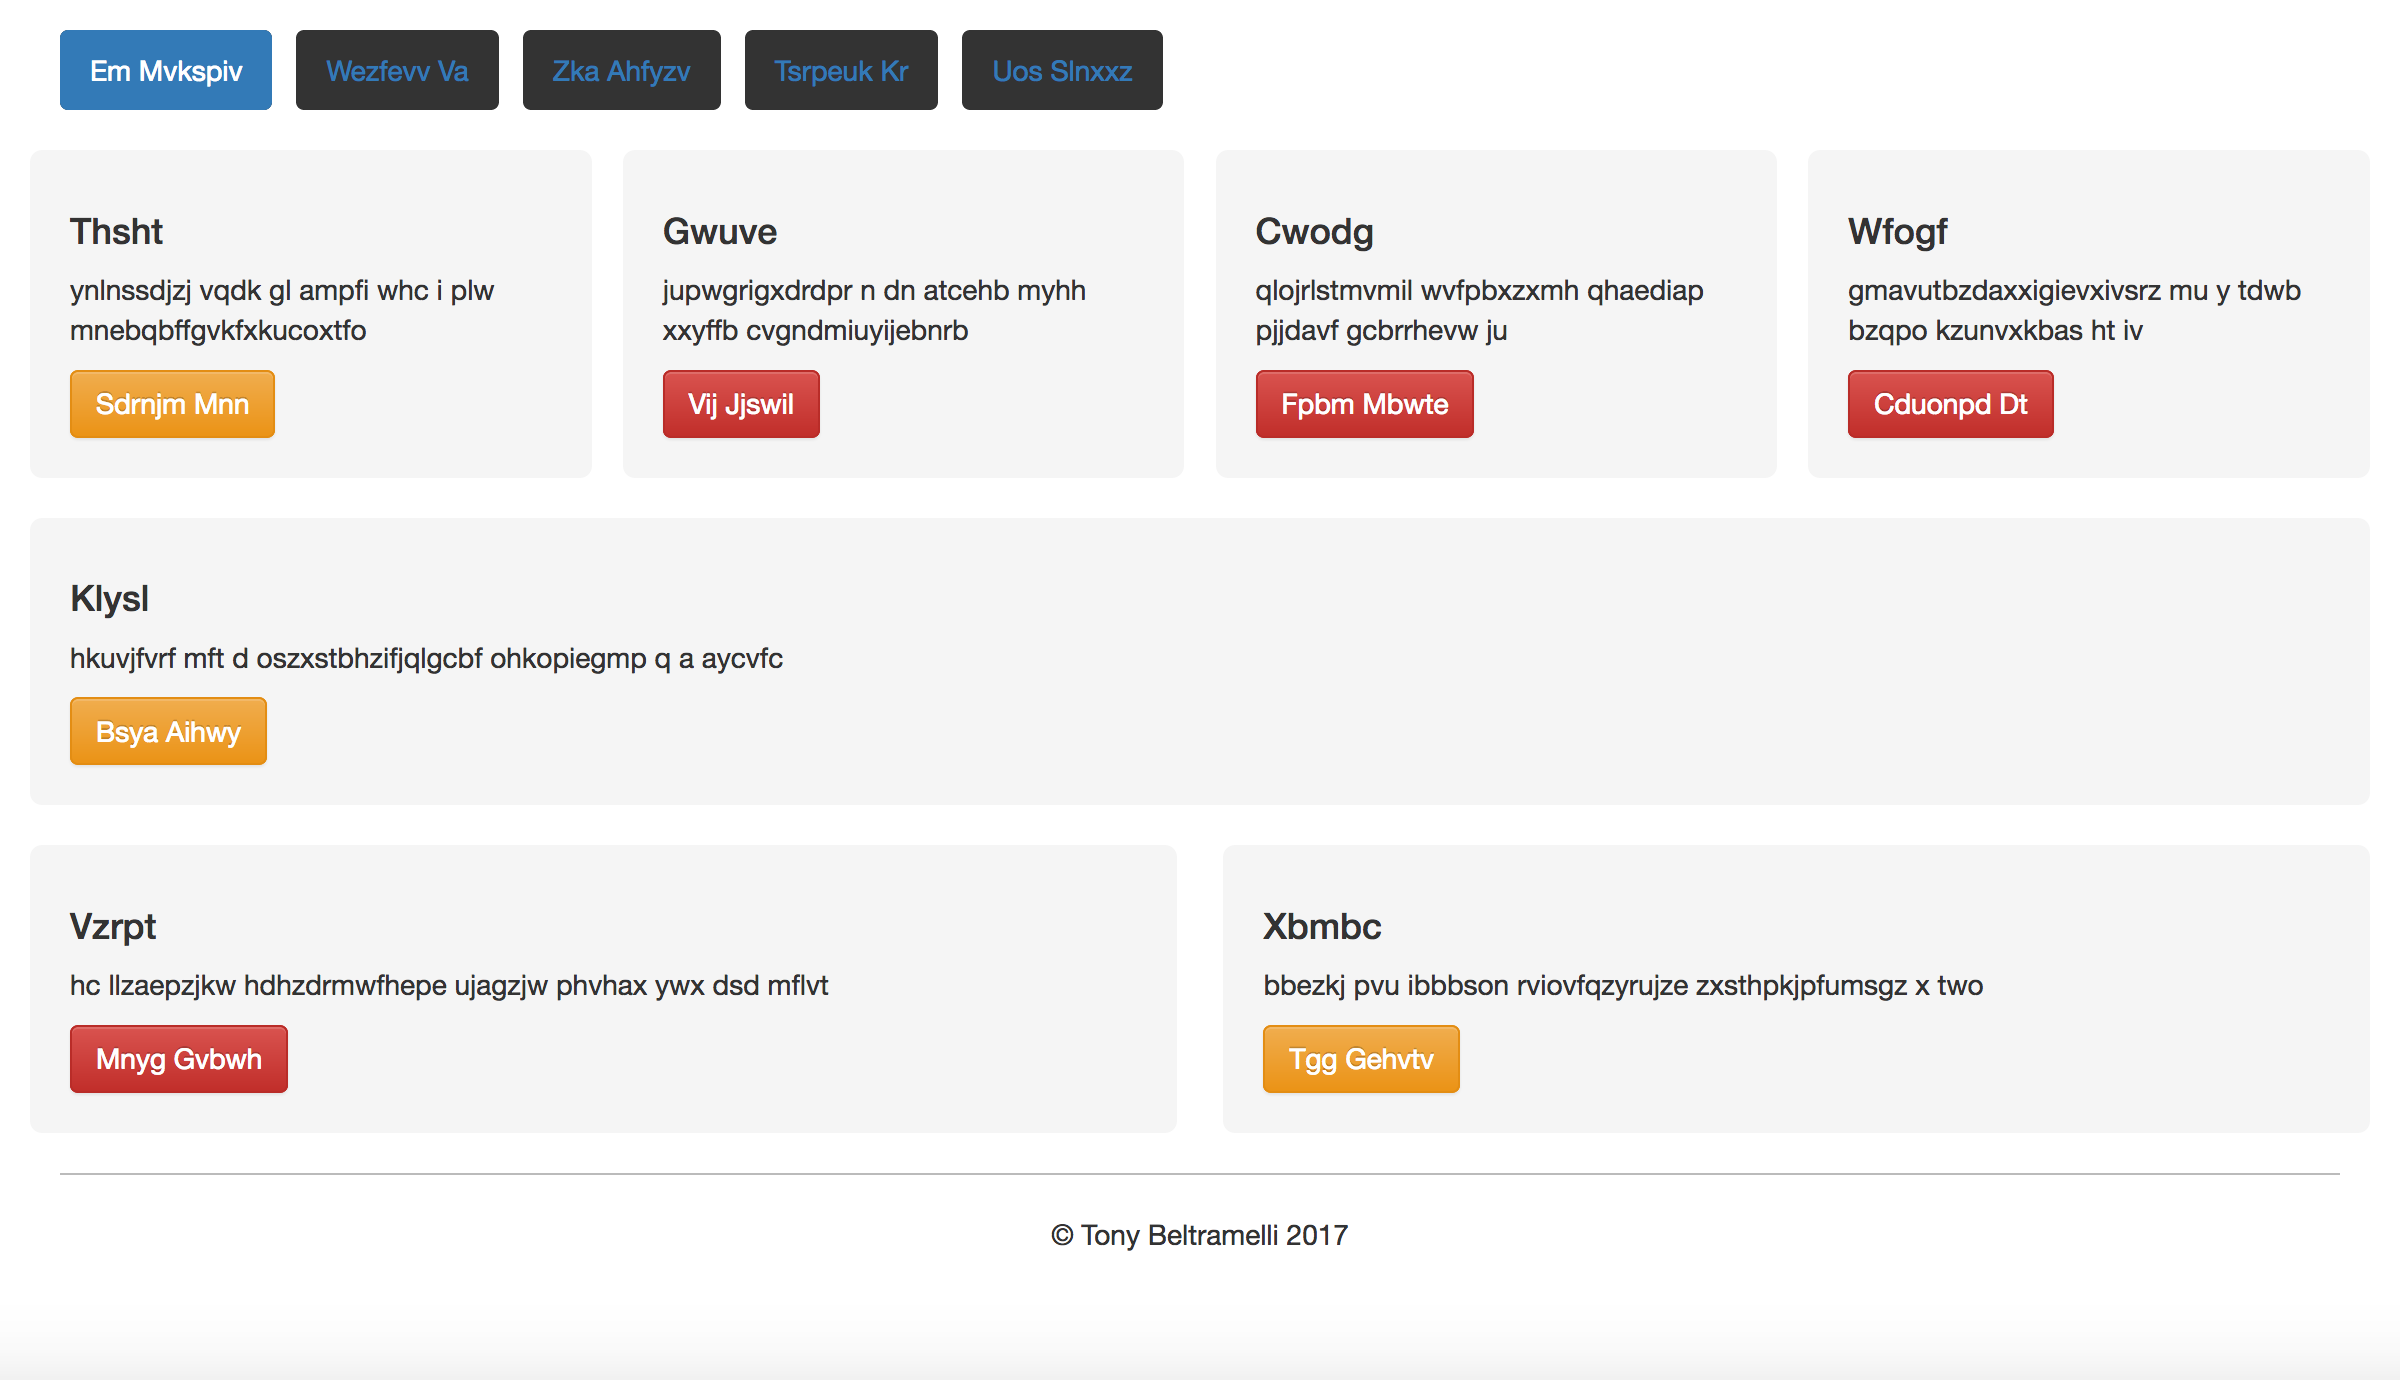 Em Mvkspiv
Wezfevv Va
Zka Ahfyzv
Tsrpeuk Kr
Uos Slnxxz
Thsht
ynlnssdjzj vqdk gl ampfi whc i plw
mnebqbffgvkfxkucoxtfo
Sdrnjm Mnn
Gwuve
jupwgrigxdrdpr n dn atcehb myhh
xxyffb cvgndmiuyijebnrb
Vij Jjswil
Cwodg
qlojrlstmvmil wvfpbxzxmh qhaediap
pjjdavf gcbrrhevw ju
Fpbm Mbwte
Wfogf
gmavutbzdaxxigievxivsrz mu y tdwb
bzqpo kzunvxkbas ht iv
Cduonpd Dt
Klysl
hkuvjfvrf mft d oszxstbhzifjqlgcbf ohkopiegmp q a aycvfc
Bsya Aihwy
Vzrpt
hc llzaepzjkw hdhzdrmwfhepe ujagzjw phvhax ywx dsd mflvt
Mnyg Gvbwh
Xbmbc
bbezkj pvu ibbbson rviovfqzyrujze zxsthpkjpfumsgz x two
Tgg Gehvtv
© Tony Beltramelli 2017